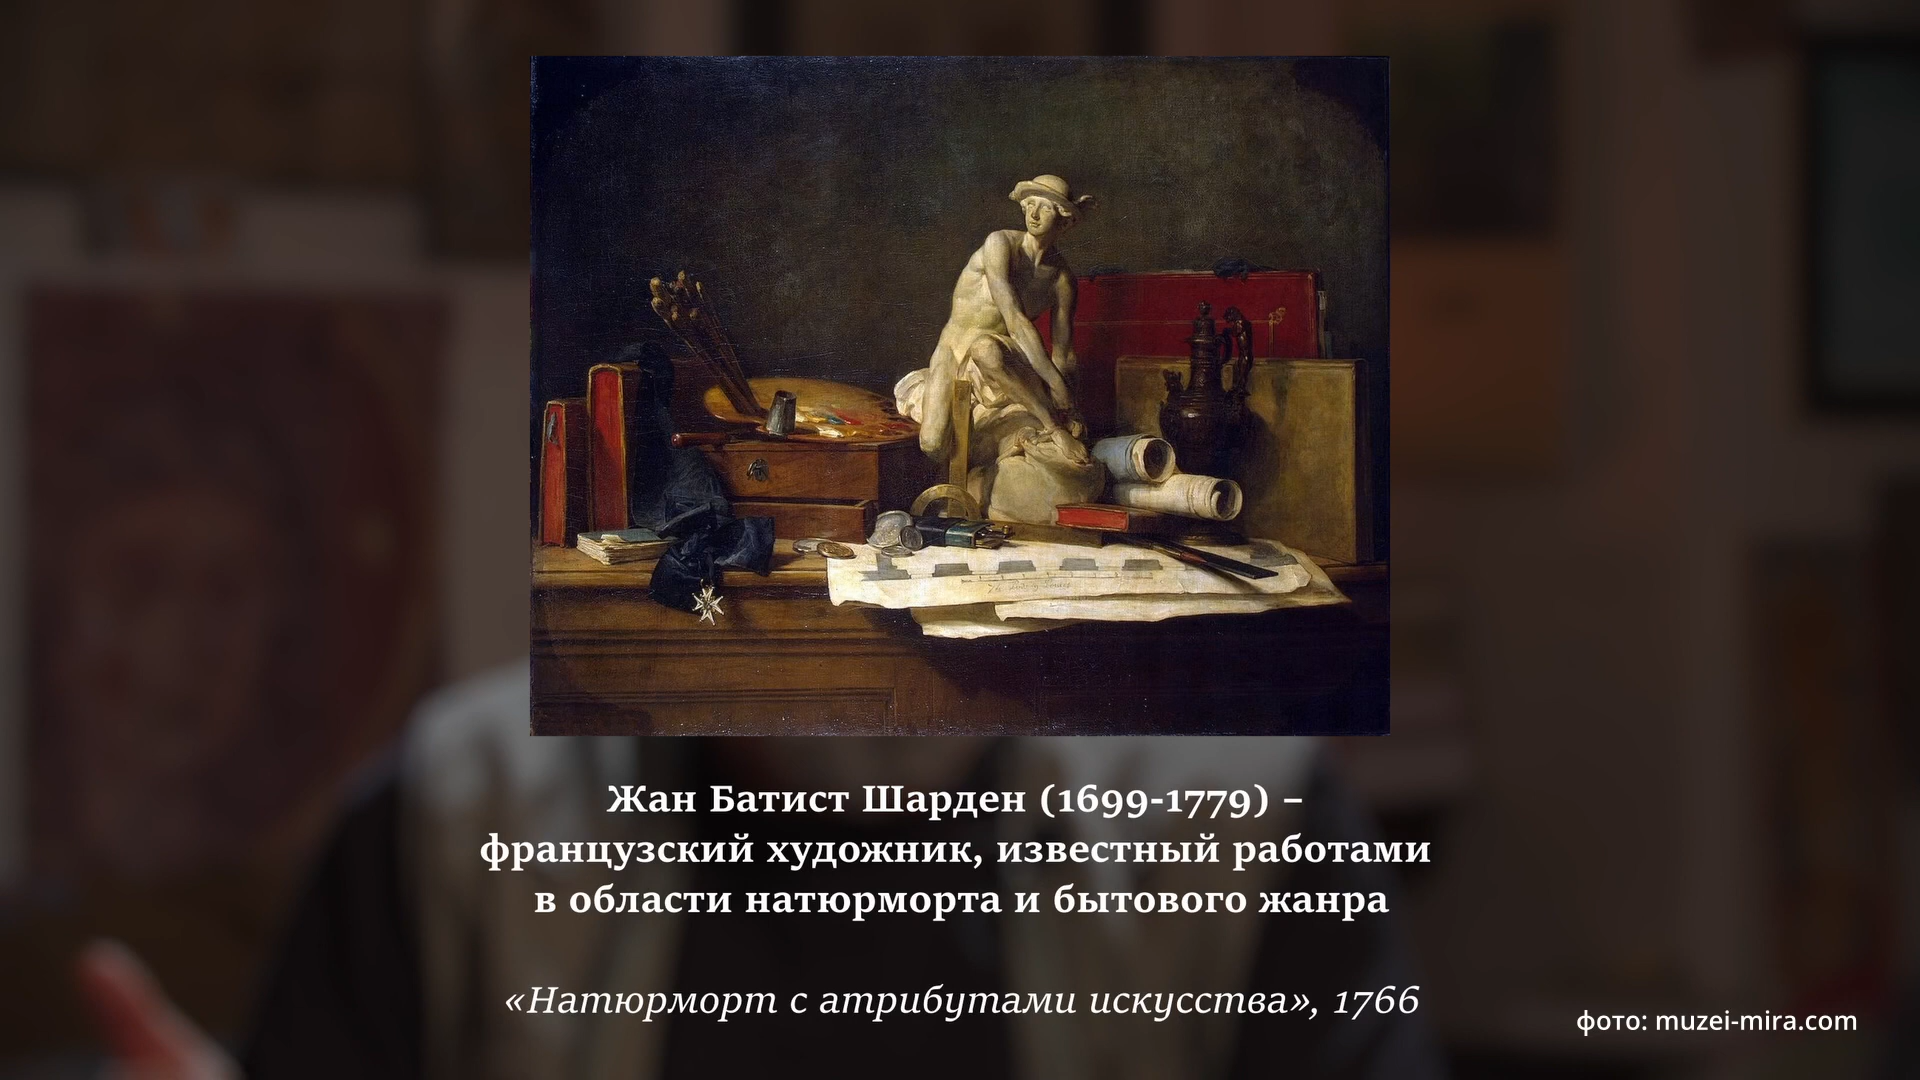 Жан Батист Шарден (1699-1779) –
французский художник, известный работами
в области натюрморта и бытового жанра
«Натюрморт с атрибутами искусства», 1766
фото: muzei-mira.com